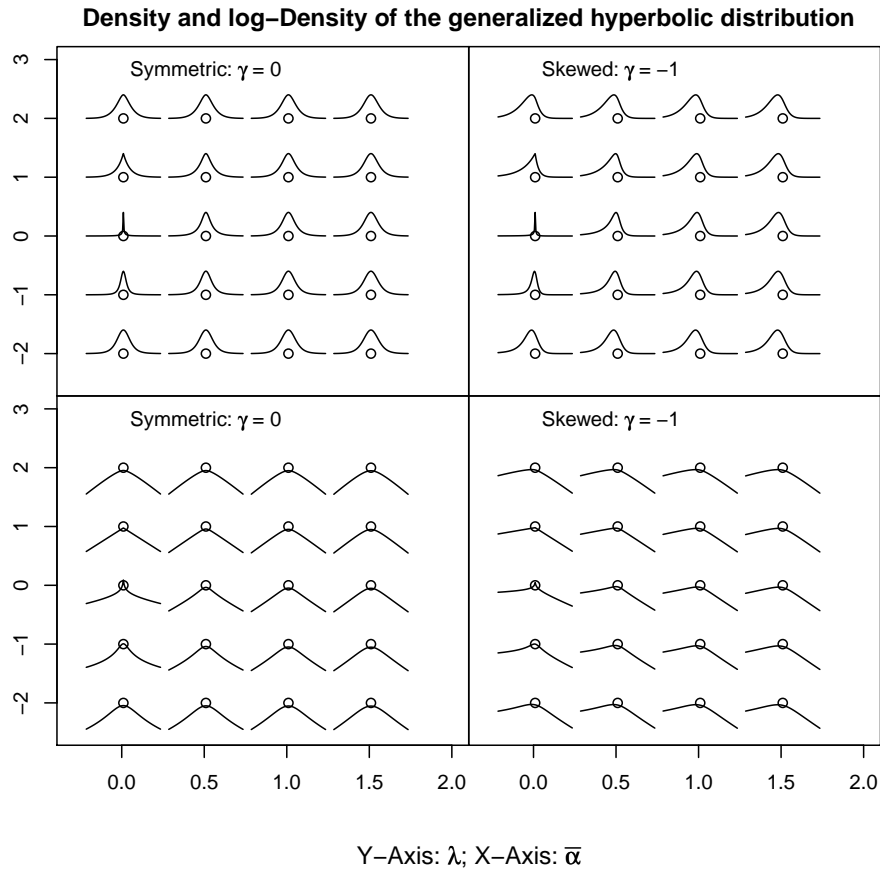 Density and log−Density of the generalized hyperbolic distribution
Symmetric: γ = 0
Skewed: γ = −1
3
2
1
0
−1
−2
Symmetric: γ = 0
Skewed: γ = −1
3
2
1
0
−1
−2
0.0 0.5 1.0 1.5 2.0 0.0 0.5 1.0 1.5 2.0
Y−Axis: λ; X−Axis: α̅